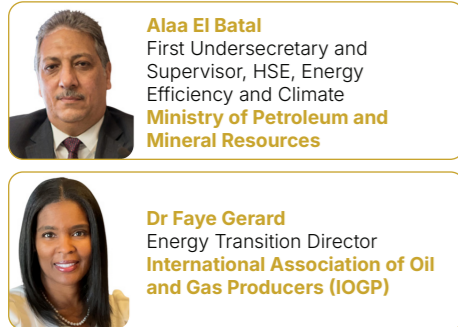 Alaa El Batal
First Undersecretary and
Supervisor, HSE, Energy
Efficiency and Climate
Ministry of Petroleum and
Mineral Resources
Dr Faye Gerard
Energy Transition Director
International Association of Oil
and Gas Producers (IOGP)